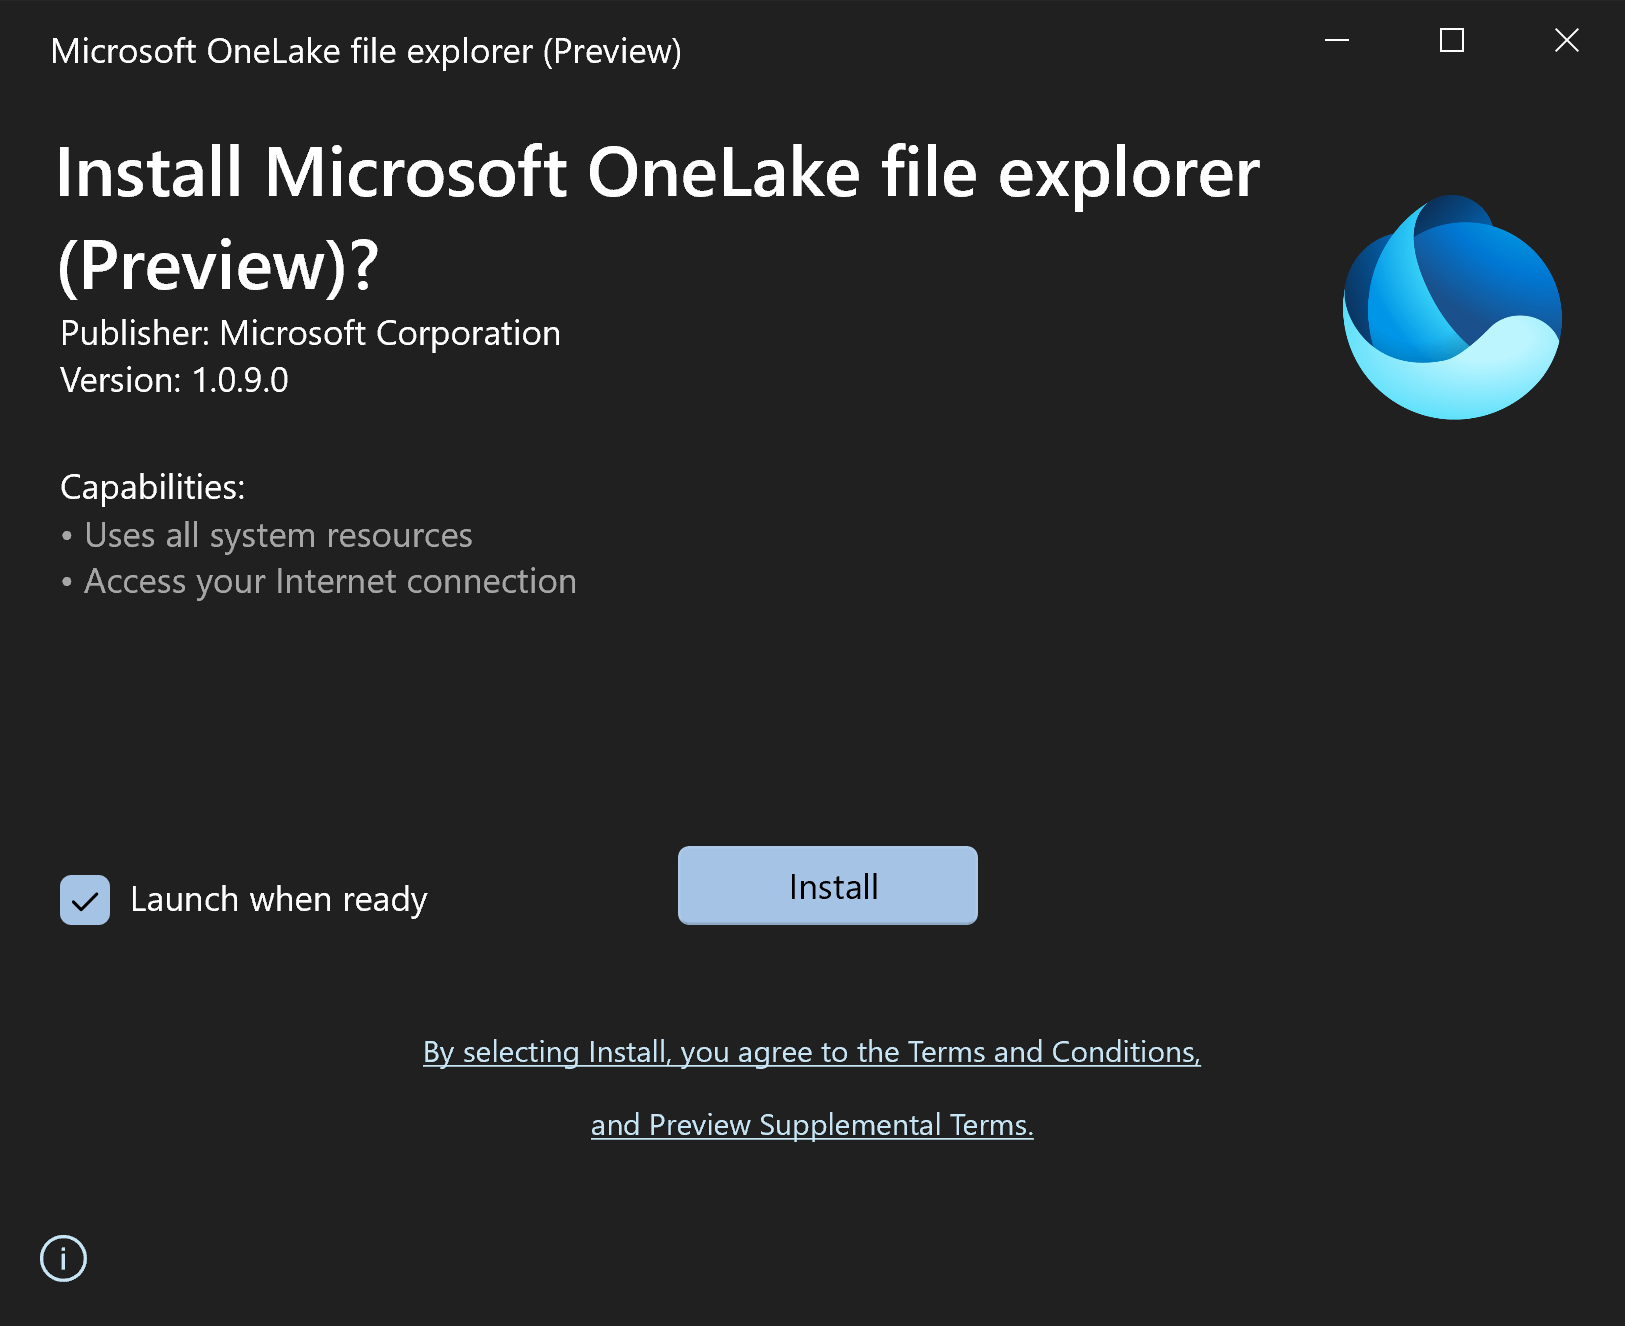 Microsoft OneLake file explorer (Preview)
Install Microsoft OneLake file explorer
(Preview)?
Publisher: Microsoft Corporation
Version: 1.0.9.0
Capabilities:
• Uses all system resources
• Access your Internet connection
Launch when ready
Install
By selecting Install, you agree to the Terms and Conditions,
and Preview Supplemental Terms.